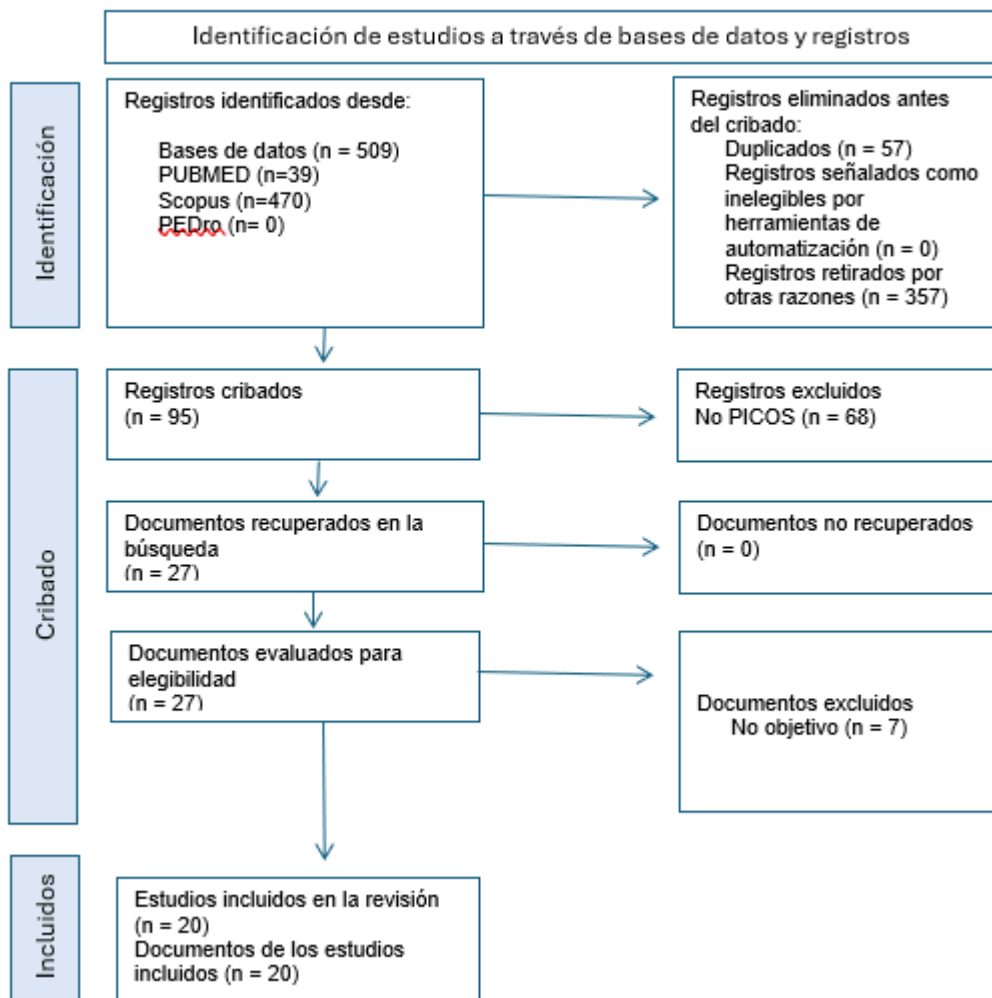 Identificación de estudios a través de bases de datos y registros
Identificación
Registros identificados desde:
Bases de datos (n = 509)
PUBMED (n=39)
Scopus (n=470)
PEDro (n= 0)
Registros eliminados antes
del cribado:
Duplicados (n = 57)
Registros señalados como
inelegibles por
herramientas de
automatización (n = 0)
Registros retirados por
otras razones (n = 357)
Cribado
Registros cribados
(n = 95)
Registros excluidos
No PICOS (n = 68)
Documentos recuperados en la
búsqueda
(n = 27)
Documentos no recuperados
(n = 0)
Documentos evaluados para
elegibilidad
(n = 27)
Documentos excluidos
No objetivo (n = 7)
Incluidos
Estudios incluidos en la revisión
(n = 20)
Documentos de los estudios
incluidos (n = 20)